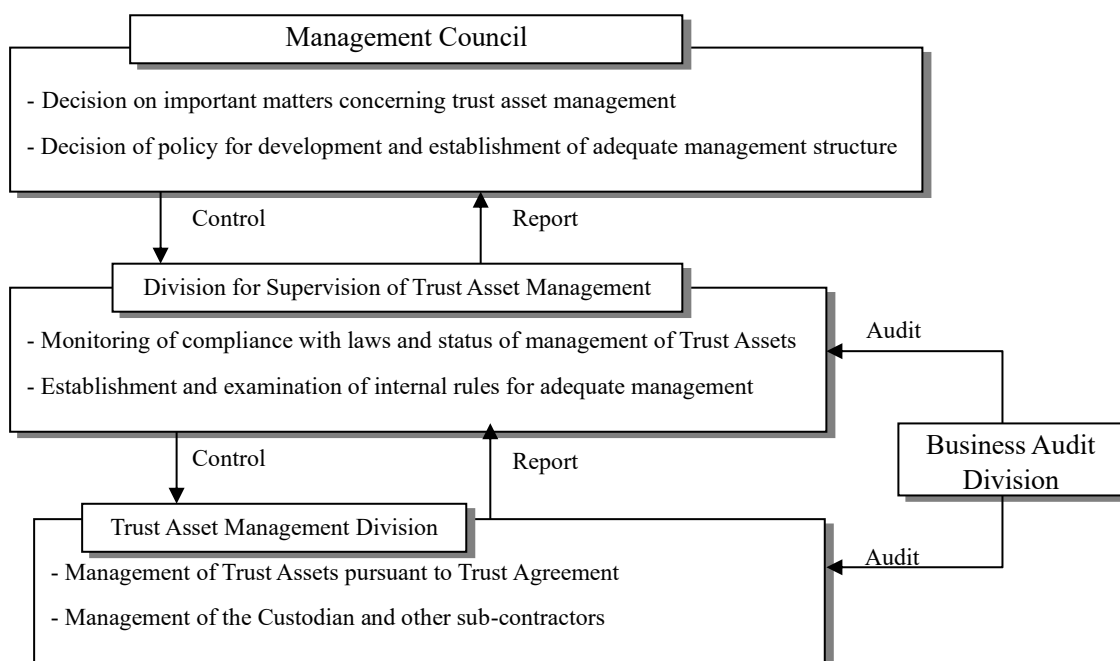 Management Council
- Decision on important matters concerning trust asset management
- Decision of policy for development and establishment of adequate management structure
Control
Report
Division for Supervision of Trust Asset Management
- Monitoring of compliance with laws and status of management of Trust Assets
- Establishment and examination of internal rules for adequate management
Audit
Control
Report
Business Audit
Division
Trust Asset Management Division
- Management of Trust Assets pursuant to Trust Agreement
- Management of the Custodian and other sub-contractors
Audit